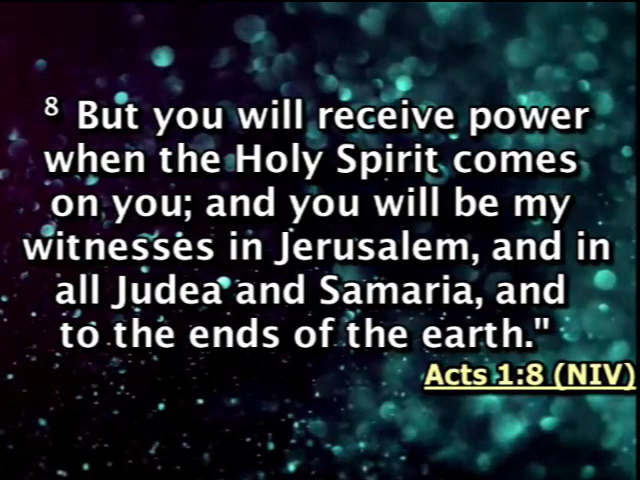 8 But you will receive power
when the Holy Spirit comes
on you; and you will be my
witnesses in Jerusalem, and in
all Judea and Samaria, and
to the ends of the earth."
Acts 1:8 (NIV)